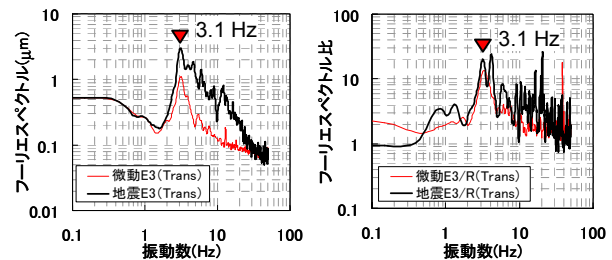 フーリエスペクトル(μm)
10
1
0.1
0.01
3.1 Hz
微動E3(Trans)
地震E3(Trans)
0.1
1
10
100
振動数(Hz)
フーリエスペクトル比
100
10
1
0.1
3.1 Hz
微動E3/R(Trans)
地震E3/R(Trans)
0.1
1
10
100
振動数(Hz)